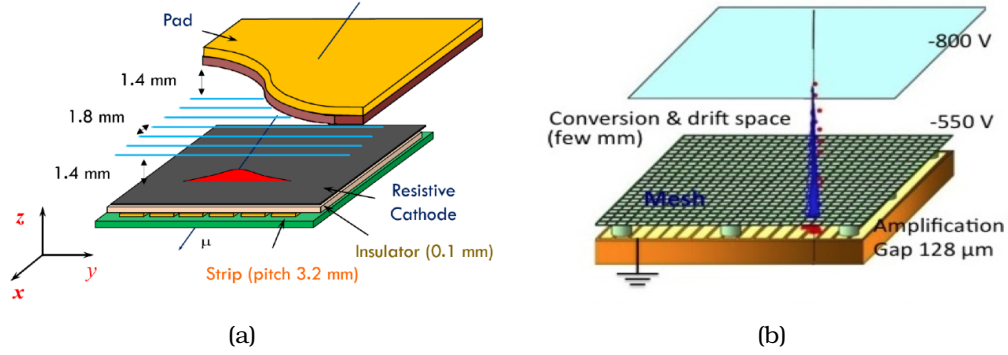 Pad
1.4 mm
1.8 mm
1.4 mm
Resistive
Cathode
Insulator (0.1 mm)
Strip (pitch 3.2 mm)
μ
z
y
x
(a)
-800 V
Conversion & drift space
(few mm)
-550 V
Mesh
Amplification
Gap 128 μm
(b)